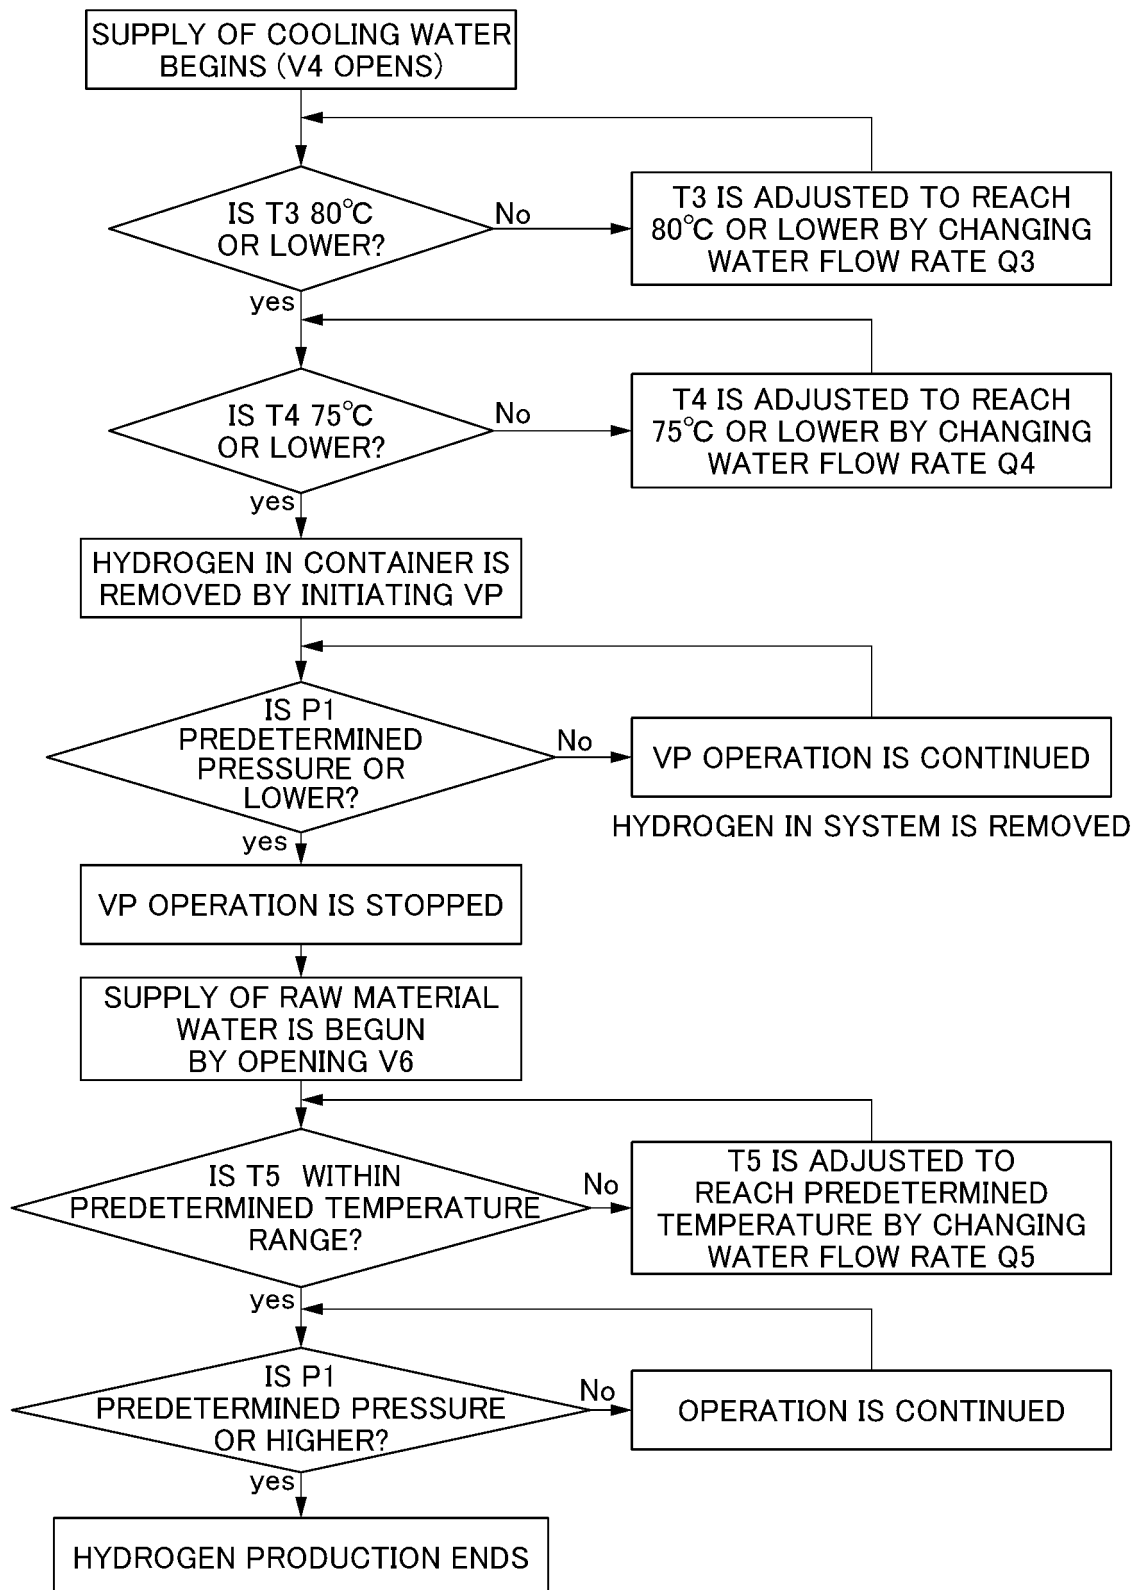 SUPPLY OF COOLING WATER
BEGINS (V4 OPENS)
IS T3 80°C
OR LOWER?
No
T3 IS ADJUSTED TO REACH
80°C OR LOWER BY CHANGING
WATER FLOW RATE Q3
yes
IS T4 75°C
OR LOWER?
No
T4 IS ADJUSTED TO REACH
75°C OR LOWER BY CHANGING
WATER FLOW RATE Q4
yes
HYDROGEN IN CONTAINER IS
REMOVED BY INITIATING VP
IS P1
PREDETERMINED
PRESSURE OR
LOWER?
No
VP OPERATION IS CONTINUED
HYDROGEN IN SYSTEM IS REMOVED
yes
VP OPERATION IS STOPPED
SUPPLY OF RAW MATERIAL
WATER IS BEGUN
BY OPENING V6
IS T5 WITHIN
PREDETERMINED TEMPERATURE
RANGE?
No
T5 IS ADJUSTED TO
REACH PREDETERMINED
TEMPERATURE BY CHANGING
WATER FLOW RATE Q5
yes
IS P1
PREDETERMINED PRESSURE
OR HIGHER?
No
OPERATION IS CONTINUED
yes
HYDROGEN PRODUCTION ENDS